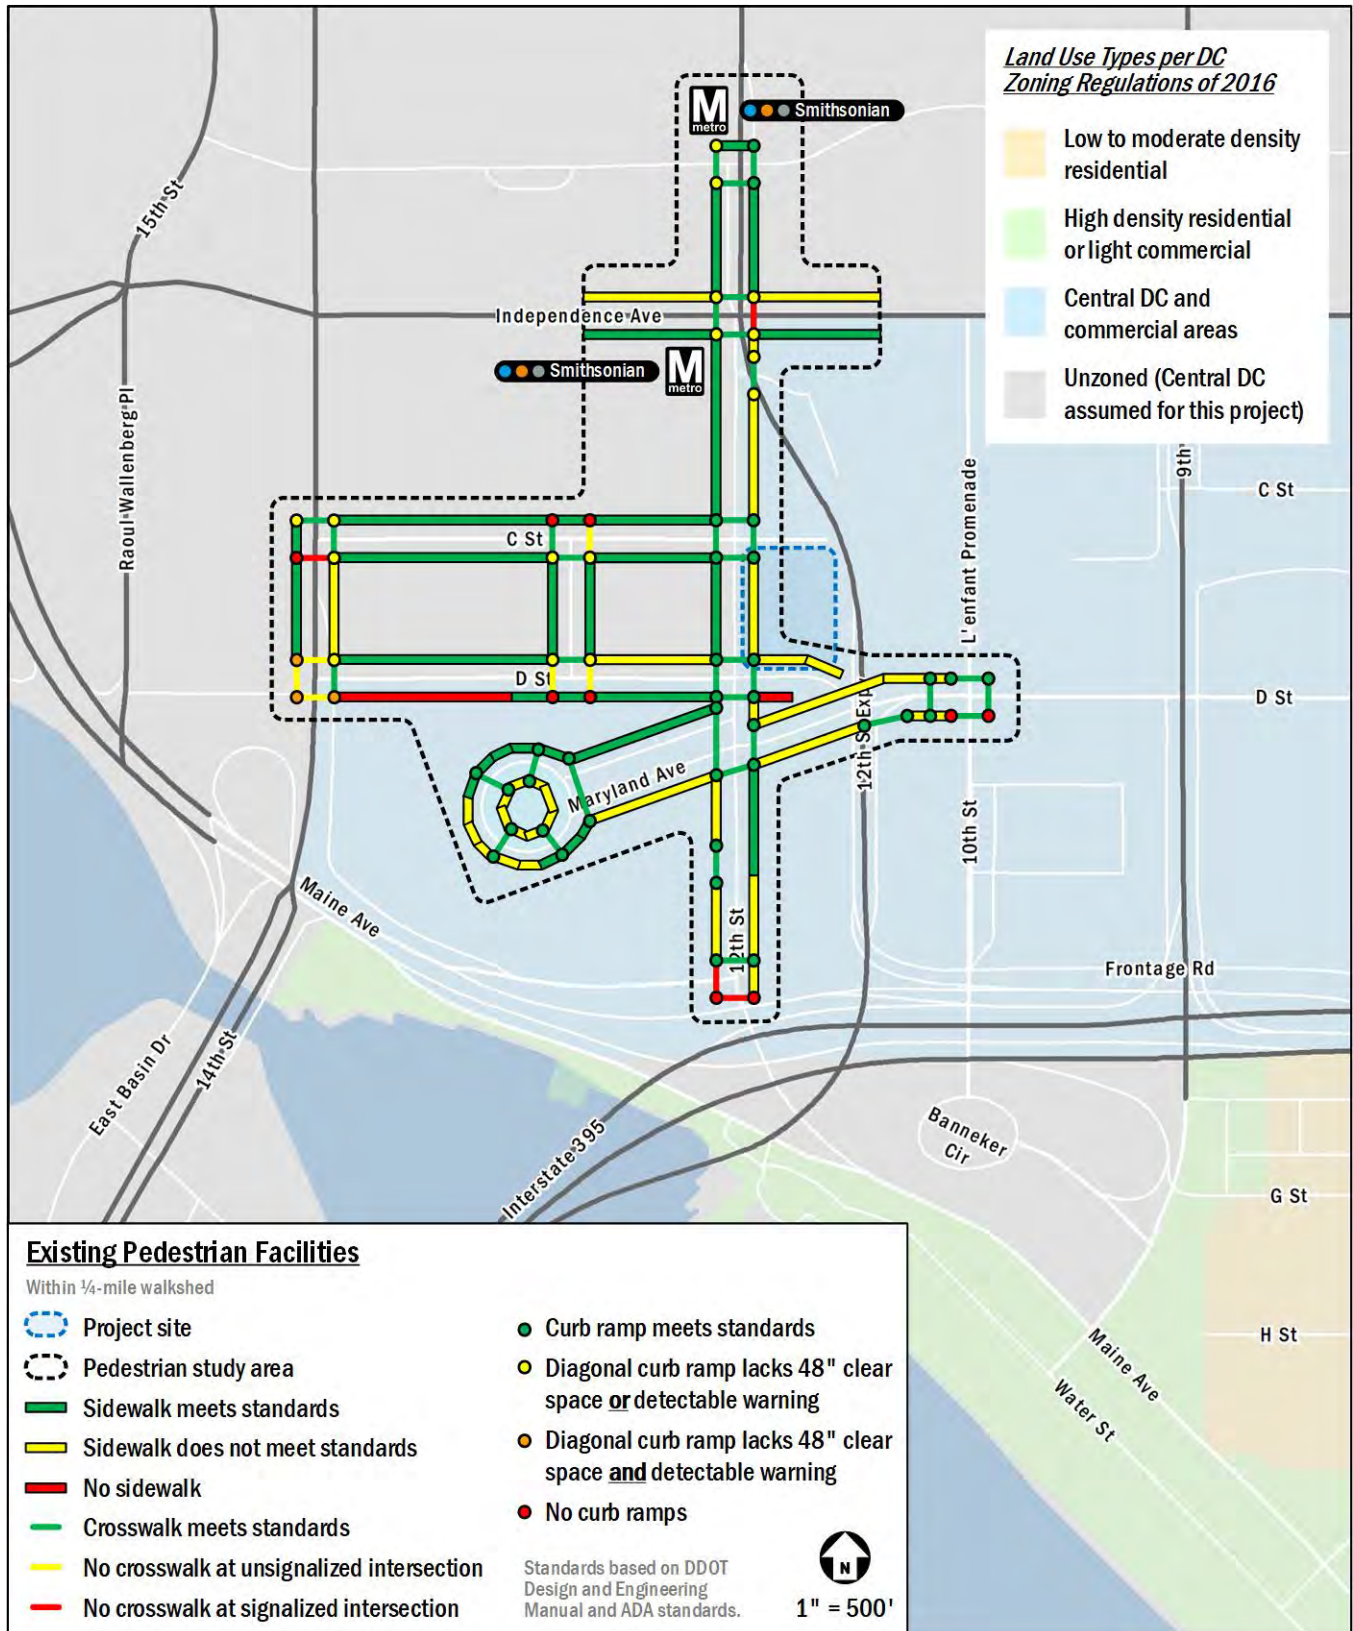 Land Use Types per DC
Zoning Regulations of 2016
Low to moderate density
residential
High density residential
or light commercial
Central DC and
commercial areas
Unzoned (Central DC
assumed for this project)
M
metro
Smithsonian
15th St
Independence Ave
Smithsonian
M
metro
Raoul Wallenberg Pl
L'enfant Promenade
9th
C St
C St
D St
D St
12th St Exp
Maryland Ave
10th St
Maine Ave
12th St
Frontage Rd
East Basin Dr
14th St
Interstate 395
Banneker
Cir
G St
H St
Maine Ave
Water St
Existing Pedestrian Facilities
Within ¼-mile walkshed
Project site
Pedestrian study area
Sidewalk meets standards
Sidewalk does not meet standards
No sidewalk
Crosswalk meets standards
No crosswalk at unsignalized intersection
No crosswalk at signalized intersection
Curb ramp meets standards
Diagonal curb ramp lacks 48" clear
space or detectable warning
Diagonal curb ramp lacks 48" clear
space and detectable warning
No curb ramps
Standards based on DDOT
Design and Engineering
Manual and ADA standards.
N
1" = 500'